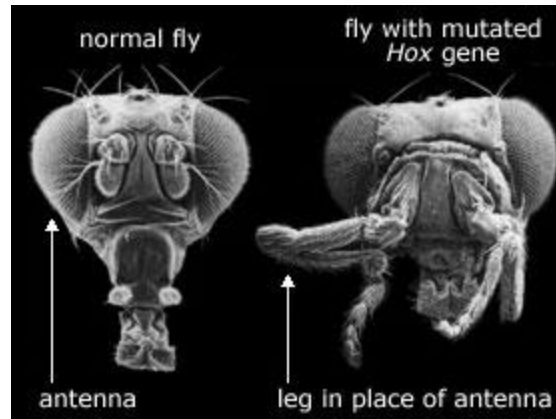 normal fly
fly with mutated
Hox gene
antenna
leg in place of antenna